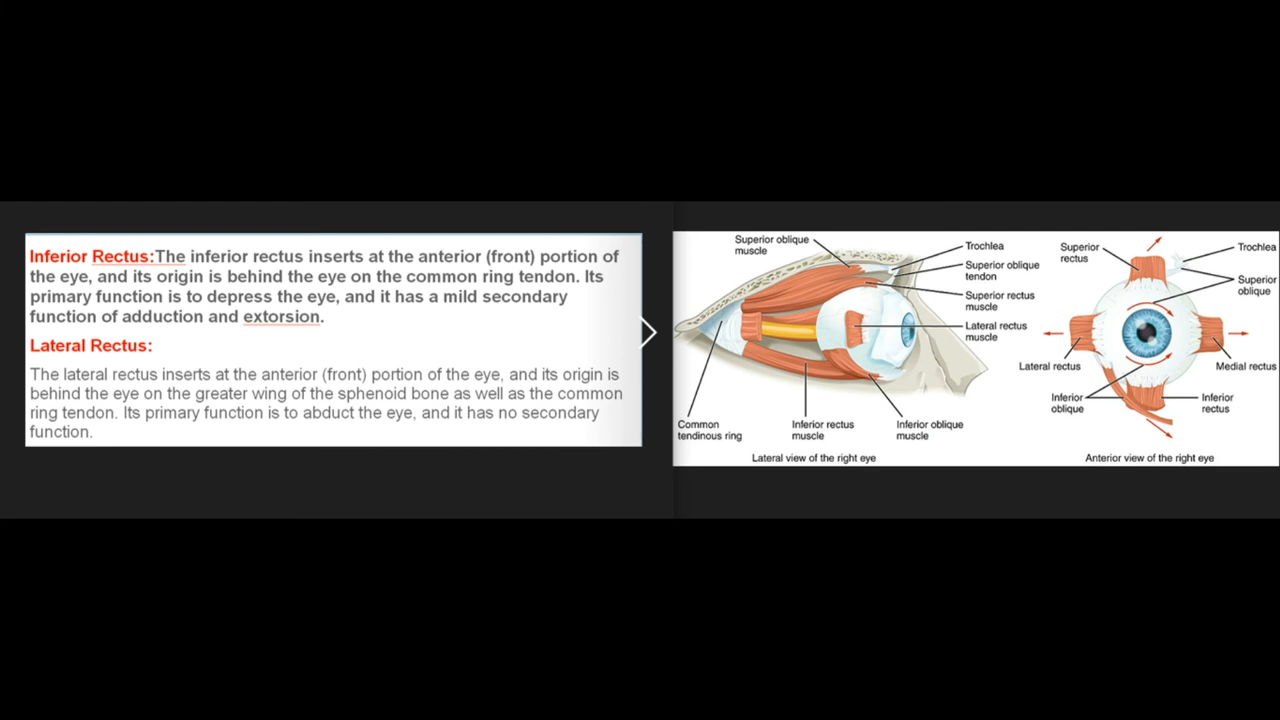 Inferior Rectus:The inferior rectus inserts at the anterior (front) portion of
the eye, and its origin is behind the eye on the common ring tendon. Its
primary function is to depress the eye, and it has a mild secondary
function of adduction and extorsion.
Lateral Rectus:
The lateral rectus inserts at the anterior (front) portion of the eye, and its origin is
behind the eye on the greater wing of the sphenoid bone as well as the common
ring tendon. Its primary function is to abduct the eye, and it has no secondary
function.
Superior oblique
muscle
Trochlea
Superior oblique
tendon
Superior rectus
muscle
Lateral rectus
muscle
Common
tendinous ring
Inferior rectus
muscle
Inferior oblique
muscle
Lateral view of the right eye
Superior
rectus
Trochlea
Superior
oblique
Lateral rectus
Medial rectus
Inferior
oblique
Inferior
rectus
Anterior view of the right eye